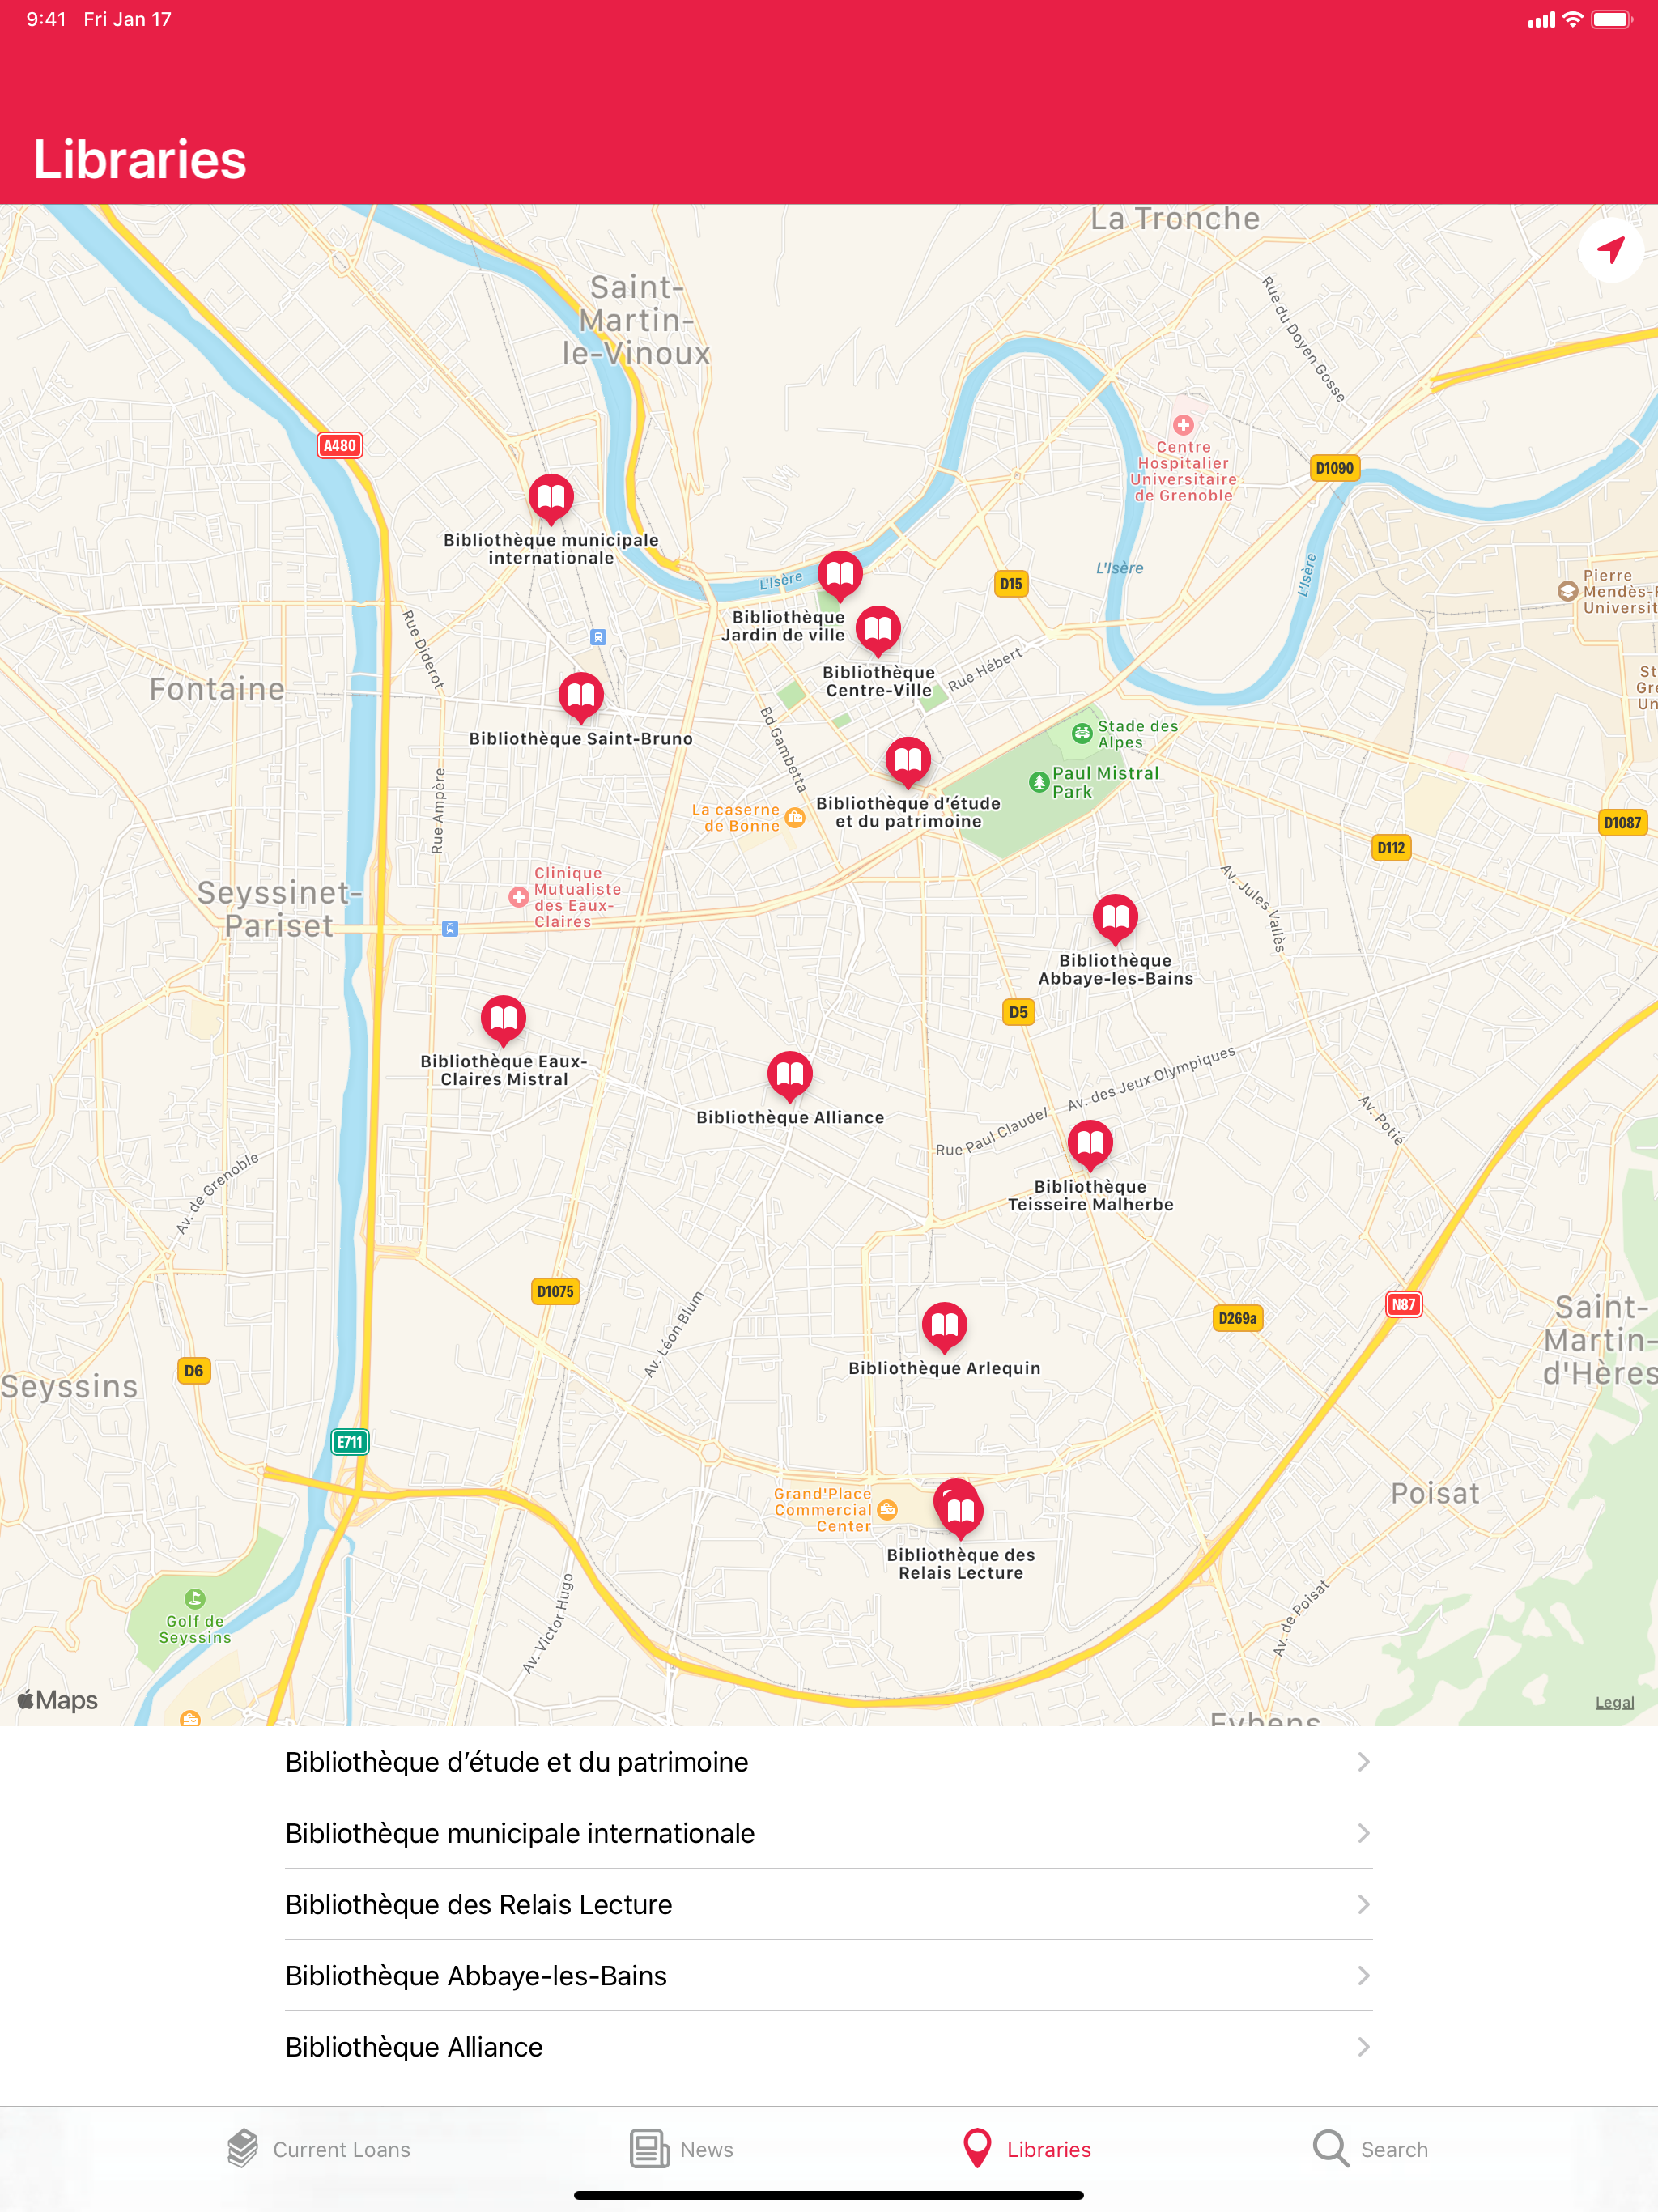 9:41 Fri Jan 17
Libraries
La Tronche
Saint-
Martin-
le-Vinoux
Rue du Doyen Gosse
A480
Centre
Hospitalier
Universitaire
de Grenoble
D1090
Bibliothèque municipale
internationale
L'Isère
L'Isère
L'Isère
D15
Pierre
Mendès-F
Universit
Bibliothèque
Jardin de ville
Rue Diderot
Bibliothèque
Centre-Ville
Rue Hébert
Fontaine
St
Gre
Un
Bibliothèque Saint-Bruno
Bd Gambetta
Stade des
Alpes
Paul Mistral
Park
Rue Ampère
La caserne
de Bonne
Bibliothèque d'étude
et du patrimoine
D1087
D112
Clinique
Mutualiste
des Eaux-
Claires
Seyssinet-
Pariset
Av. Jules Vallès
Bibliothèque
Abbaye-les-Bains
D5
Bibliothèque Eaux-
Claires Mistral
Av. des Jeux Olympiques
Bibliothèque Alliance
Rue Paul Claudel
Av. Potié
Av. de Grenoble
Bibliothèque
Teisseire Malherbe
D1075
Av. Léon Blum
D269a
N87
Saint-
Martin-
d'Hères
Bibliothèque Arlequin
D6
Seyssins
E711
Grand'Place
Commercial
Center
Poisat
Bibliothèque des
Relais Lecture
Av. Victor Hugo
Av. de Poisat
Golf de
Seyssins
Maps
Legal
Eybens
Bibliothèque d’étude et du patrimoine
Bibliothèque municipale internationale
Bibliothèque des Relais Lecture
Bibliothèque Abbaye-les-Bains
Bibliothèque Alliance
Current Loans
News
Libraries
Search